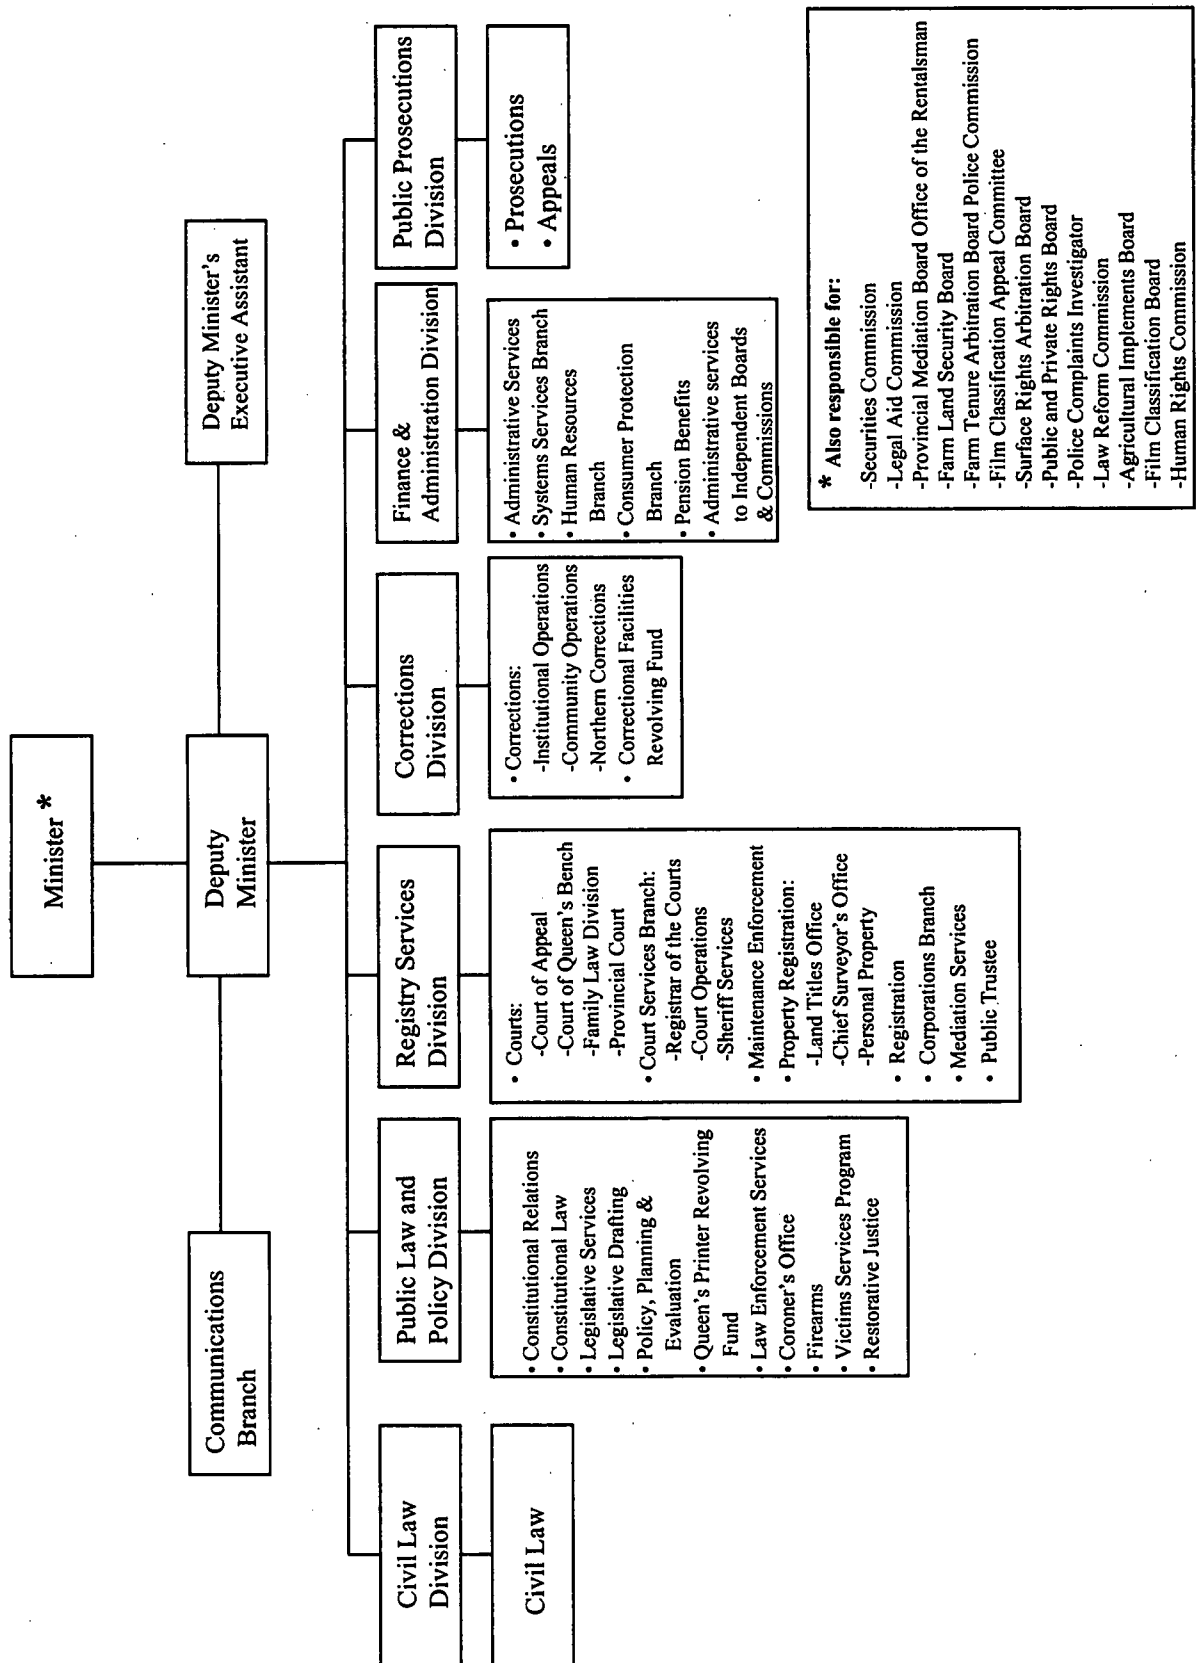 Minister *
Communications
Branch
Deputy
Minister
Deputy Minister's
Executive Assistant
Civil Law
Division
Civil Law
Public Law and
Policy Division
• Constitutional Relations
• Constitutional Law
• Legislative Services
• Legislative Drafting
• Policy, Planning &
Evaluation
• Queen's Printer Revolving
Fund
• Law Enforcement Services
• Coroner's Office
• Firearms
• Victims Services Program
• Restorative Justice
Registry Services
Division
• Courts:
-Court of Appeal
-Court of Queen's Bench
-Family Law Division
-Provincial Court
• Court Services Branch:
-Registrar of the Courts
-Court Operations
-Sheriff Services
• Maintenance Enforcement
• Property Registration:
-Land Titles Office
-Chief Surveyor's Office
-Personal Property
• Registration
• Corporations Branch
• Mediation Services
• Public Trustee
Corrections
Division
• Corrections:
-Institutional Operations
-Community Operations
-Northern Corrections
• Correctional Facilities
Revolving Fund
Finance &
Administration Division
• Administrative Services
• Systems Services Branch
• Human Resources
Branch
• Consumer Protection
Branch
• Pension Benefits
• Administrative services
to Independent Boards
& Commissions
Public Prosecutions
Division
• Prosecutions
• Appeals
* Also responsible for:
-Securities Commission
-Legal Aid Commission
-Provincial Mediation Board Office of the Rentalsman
-Farm Land Security Board
-Farm Tenure Arbitration Board Police Commission
-Film Classification Appeal Committee
-Surface Rights Arbitration Board
-Public and Private Rights Board
-Police Complaints Investigator
-Law Reform Commission
-Agricultural Implements Board
-Film Classification Board
-Human Rights Commission